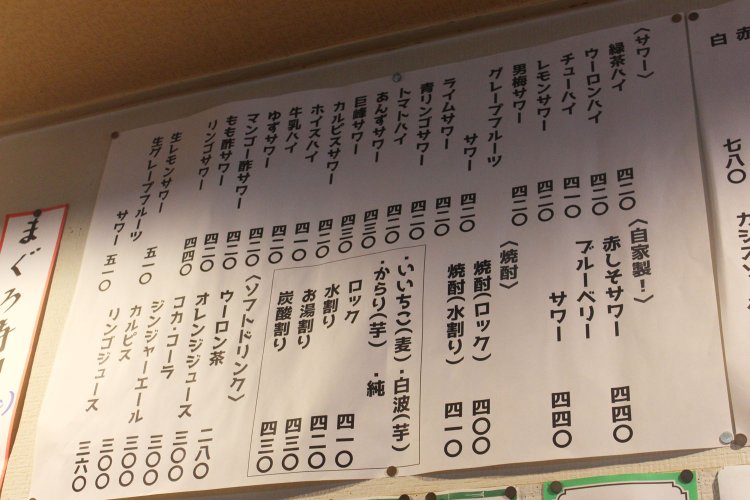 赤
白
七八〇
〈サワー〉
緑茶ハイ 四二〇
ウーロンハイ 四二〇
チューハイ 四一〇
レモンサワー 四二〇
男梅サワー 四二〇
グレープフルーツ
サワー 四二〇
ライムサワー 四二〇
青リンゴサワー 四二〇
トマトハイ 四二〇
あんずサワー 四三〇
巨峰サワー 四三〇
カルピスサワー 四二〇
ホイスハイ 四一〇
牛乳ハイ 四二〇
ゆずサワー 四二〇
マンゴー酢サワー 四二〇
もも酢サワー 四二〇
リンゴサワー 四四〇
生レモンサワー 五一〇
生グレープフルーツ
サワー 五一〇
〈自家製！〉
赤しそサワー 四四〇
ブルーベリー
サワー 四四〇
〈焼酎〉
焼酎(ロック) 四〇〇
焼酎(水割り) 四一〇
・いいちこ(麦)・白波(芋)
・からり(芋) ・純
ロック 四一〇
水割り 四二〇
お湯割り 四三〇
炭酸割り 四三〇
〈ソフトドリンク〉
ウーロン茶 二八〇
オレンジジュース 三〇〇
コカ・コーラ 三〇〇
ジンジャーエール 三〇〇
カルピス 三〇〇
リンゴジュース 三六〇
まぐろ